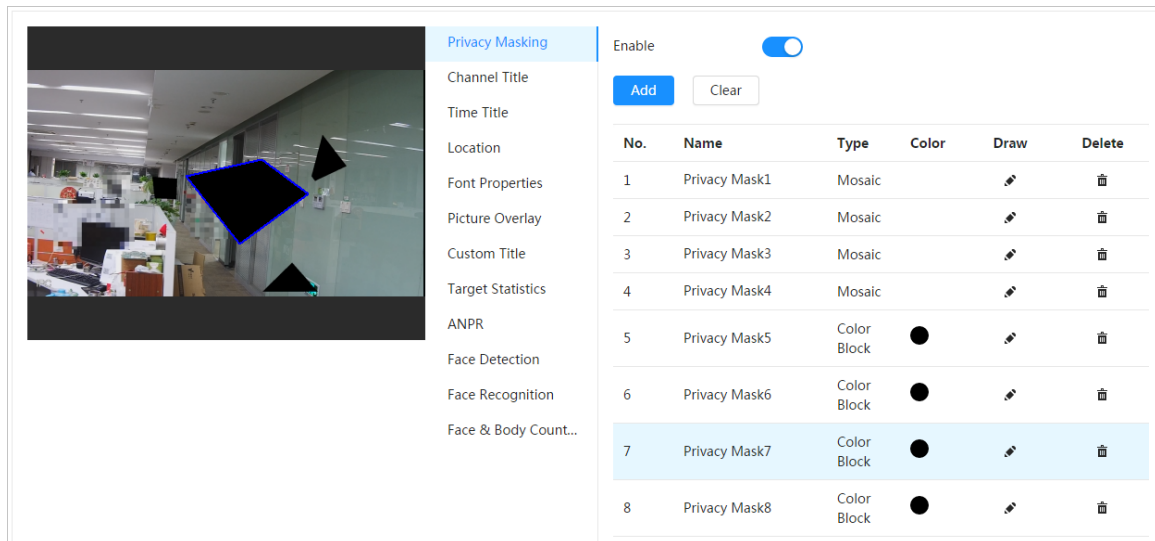 Privacy Masking
Channel Title
Time Title
Location
Font Properties
Picture Overlay
Custom Title
Target Statistics
ANPR
Face Detection
Face Recognition
Face & Body Count...
Enable
Add Clear
No. Name Type Color Draw Delete
1 Privacy Mask1 Mosaic
2 Privacy Mask2 Mosaic
3 Privacy Mask3 Mosaic
4 Privacy Mask4 Mosaic
5 Privacy Mask5 Color
Block
6 Privacy Mask6 Color
Block
7 Privacy Mask7 Color
Block
8 Privacy Mask8 Color
Block